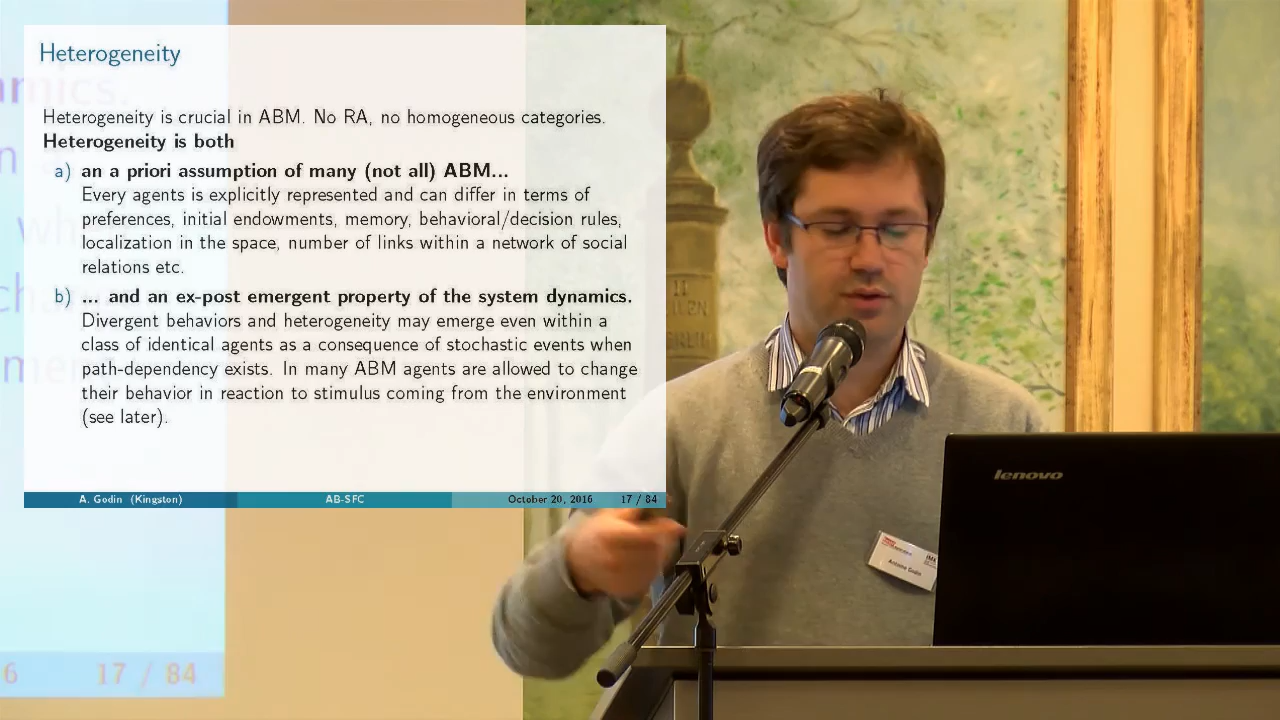 Heterogeneity
Heterogeneity is crucial in ABM. No RA, no homogeneous categories.
Heterogeneity is both
a) an a priori assumption of many (not all) ABM...
Every agents is explicitly represented and can differ in terms of
preferences, initial endowments, memory, behavioral/decision rules,
localization in the space, number of links within a network of social
relations etc.
b) ... and an ex-post emergent property of the system dynamics.
Divergent behaviors and heterogeneity may emerge even within a
class of identical agents as a consequence of stochastic events when
path-dependency exists. In many ABM agents are allowed to change
their behavior in reaction to stimulus coming from the environment
(see later).
A. Godin (Kingston) AB-SFC October 20, 2016 17 / 84
6 17 / 84
lenovo
Antoine Godin